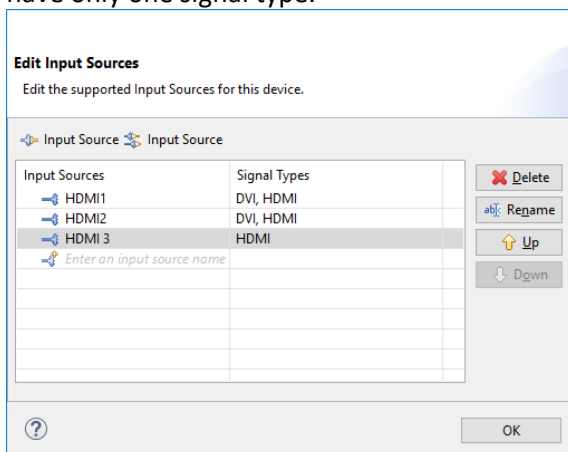 have only one signal type.
Edit Input Sources
Edit the supported Input Sources for this device.
Input Source Input Source
Input Sources Signal Types
HDMI1 DVI, HDMI
HDMI2 DVI, HDMI
HDMI 3 HDMI
Enter an input source name
Delete
Rename
Up
Down
OK